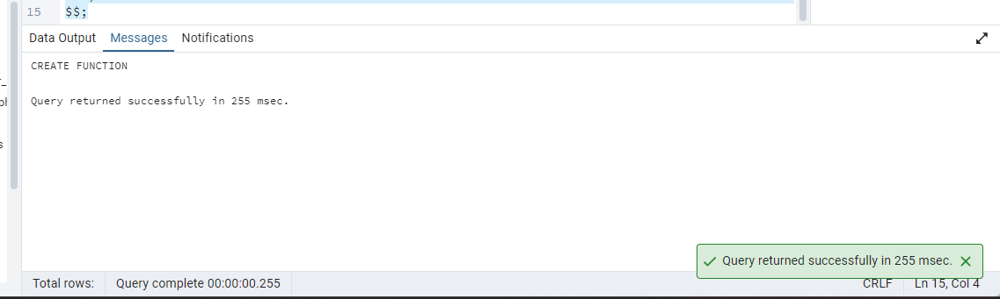 15 $$;
Data Output Messages Notifications
CREATE FUNCTION
Query returned successfully in 255 msec.
Query returned successfully in 255 msec.
Total rows: Query complete 00:00:00.255 CRLF Ln 15, Col 4